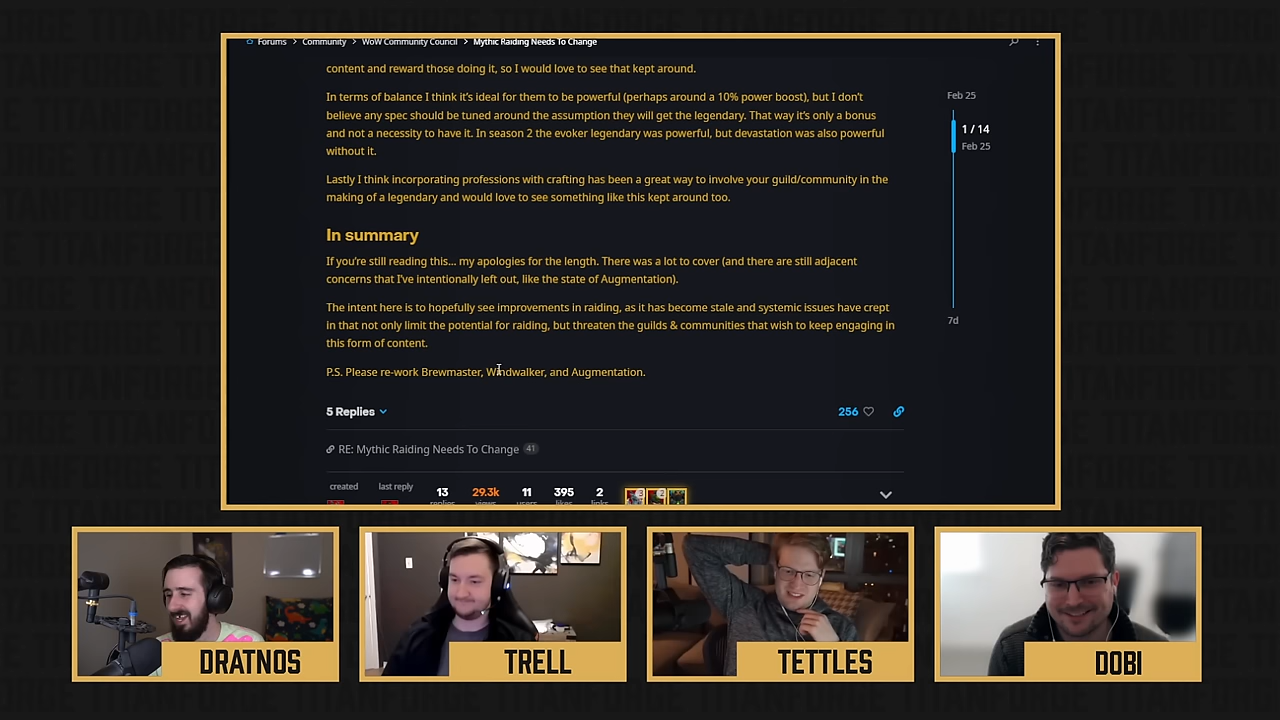 Forums > Community > WoW Community Council > Mythic Raiding Needs To Change
content and reward those doing it, so I would love to see that kept around.
In terms of balance I think it's ideal for them to be powerful (perhaps around a 10% power boost), but I don't
believe any spec should be tuned around the assumption they will get the legendary. That way it's only a bonus
and not a necessity to have it. In season 2 the evoker legendary was powerful, but devastation was also powerful
without it.
Lastly I think incorporating professions with crafting has been a great way to involve your guild/community in the
making of a legendary and would love to see something like this kept around too.
In summary
If you're still reading this... my apologies for the length. There was a lot to cover (and there are still adjacent
concerns that I've intentionally left out, like the state of Augmentation).
The intent here is to hopefully see improvements in raiding, as it has become stale and systemic issues have crept
in that not only limit the potential for raiding, but threaten the guilds & communities that wish to keep engaging in
this form of content.
P.S. Please re-work Brewmaster, Windwalker, and Augmentation.
5 Replies
256
RE: Mythic Raiding Needs To Change 41
created last reply 13 29.3k 11 395 2
replies views users likes links
Feb 25
1 / 14
Feb 25
7d
DRATNOS
TRELL
TETTLES
DOBI